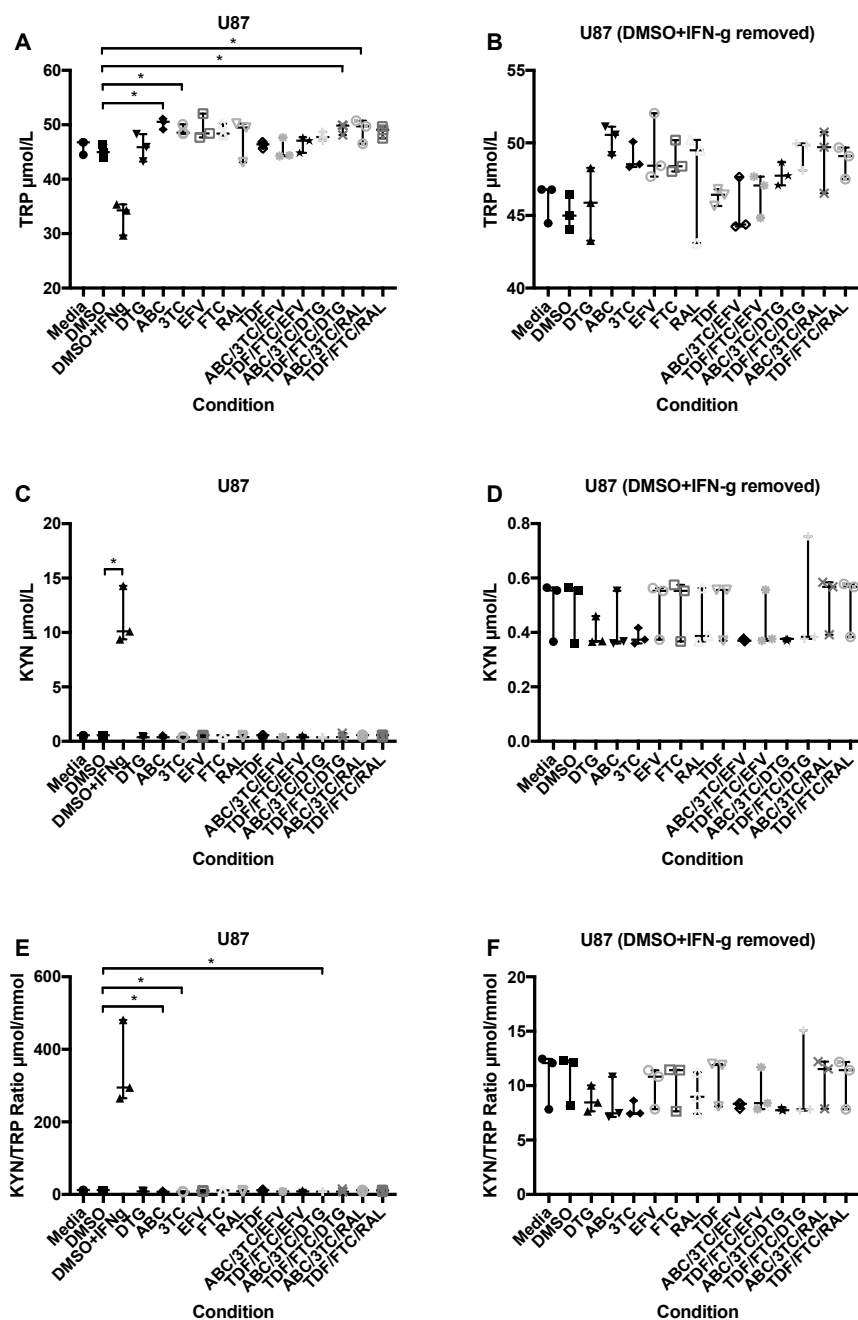 A
U87
*
*
*
*
TRP µmol/L
60
50
40
30
20
Media
DMSO
DMSO+IFNg
DTG
ABC
3TC
EFV
FTC
RAL
TDF
ABC/3TC/EFV
TDF/FTC/EFV
ABC/3TC/DTG
TDF/FTC/DTG
ABC/3TC/RAL
TDF/FTC/RAL
Condition
B
U87 (DMSO+IFN-g removed)
TRP µmol/L
55
50
45
40
Media
DMSO
DTG
ABC
3TC
EFV
FTC
RAL
TDF
ABC/3TC/EFV
TDF/FTC/EFV
ABC/3TC/DTG
TDF/FTC/DTG
ABC/3TC/RAL
TDF/FTC/RAL
Condition
C
U87
*
KYN µmol/L
20
15
10
5
0
Media
DMSO
DMSO+IFNg
DTG
ABC
3TC
EFV
FTC
RAL
TDF
ABC/3TC/EFV
TDF/FTC/EFV
ABC/3TC/DTG
TDF/FTC/DTG
ABC/3TC/RAL
TDF/FTC/RAL
Condition
D
U87 (DMSO+IFN-g removed)
KYN µmol/L
0.8
0.6
0.4
0.2
0.0
Media
DMSO
DTG
ABC
3TC
EFV
FTC
RAL
TDF
ABC/3TC/EFV
TDF/FTC/EFV
ABC/3TC/DTG
TDF/FTC/DTG
ABC/3TC/RAL
TDF/FTC/RAL
Condition
E
U87
*
*
*
KYN/TRP Ratio µmol/mmol
600
400
200
0
Media
DMSO
DMSO+IFNg
DTG
ABC
3TC
EFV
FTC
RAL
TDF
ABC/3TC/EFV
TDF/FTC/EFV
ABC/3TC/DTG
TDF/FTC/DTG
ABC/3TC/RAL
TDF/FTC/RAL
Condition
F
U87 (DMSO+IFN-g removed)
KYN/TRP Ratio µmol/mmol
20
15
10
5
0
Media
DMSO
DTG
ABC
3TC
EFV
FTC
RAL
TDF
ABC/3TC/EFV
TDF/FTC/EFV
ABC/3TC/DTG
TDF/FTC/DTG
ABC/3TC/RAL
TDF/FTC/RAL
Condition